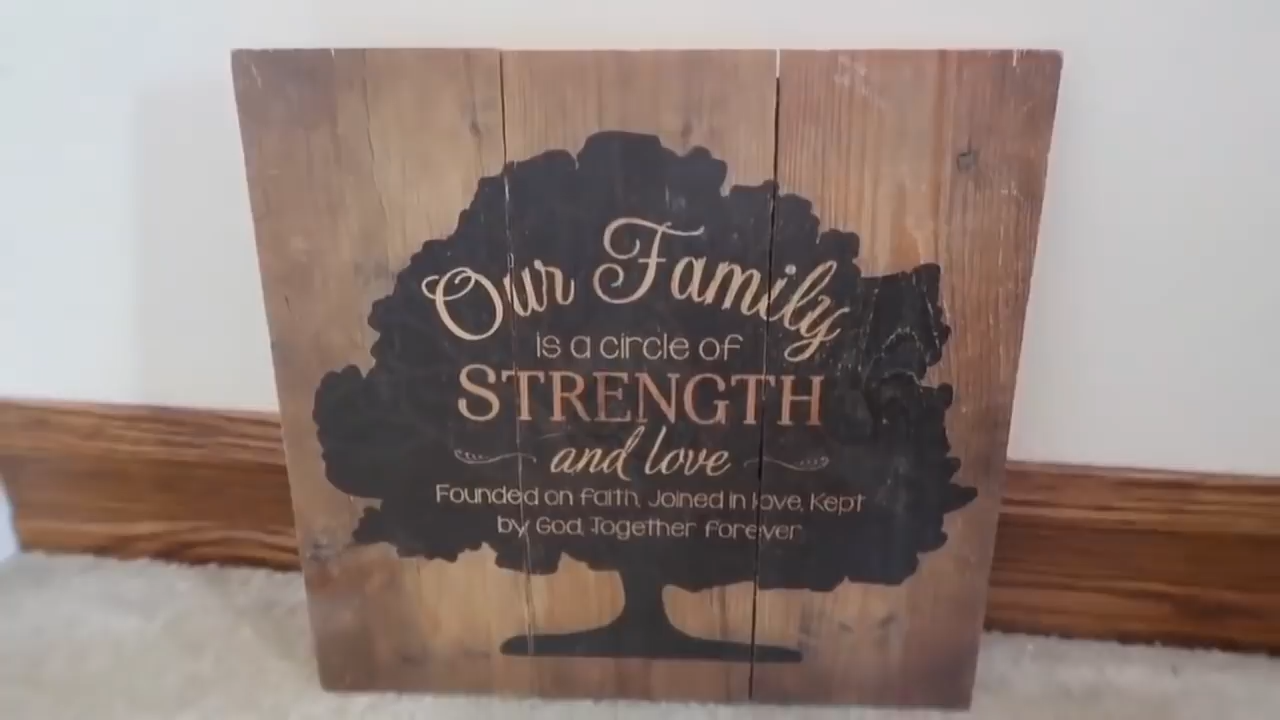 Our Family
is a circle of
STRENGTH
and love
Founded on faith, Joined in love, Kept
by God, Together forever